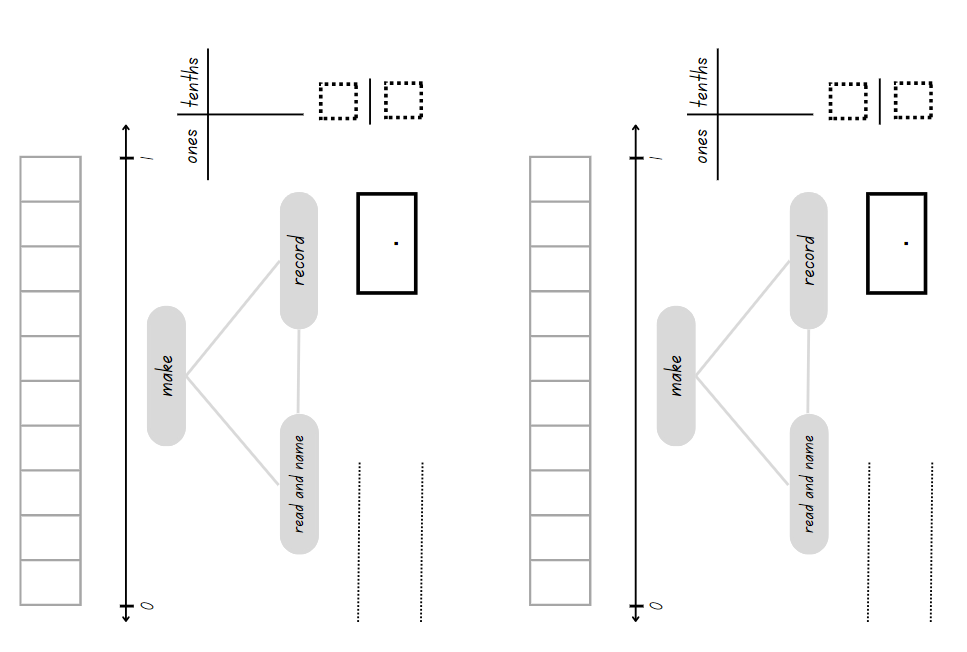 0 1
make
ones tenths
read and name record
.
0 1
make
ones tenths
read and name record
.